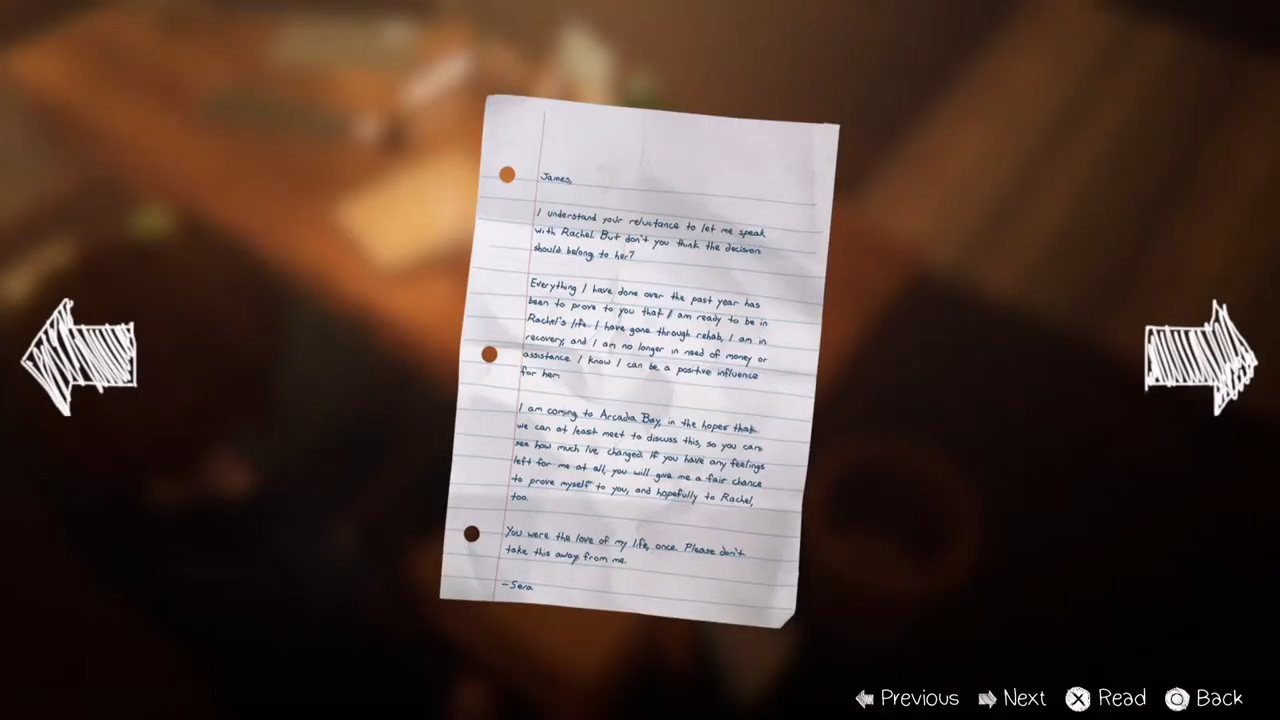 James,
I understand your reluctance to let me speak
with Rachel. But don't you think the decision
should belong to her?
Everything I have done over the past year has
been to prove to you that I am ready to be in
Rachel's life. I have gone through rehab, I am in
recovery, and I am no longer in need of money or
assistance. I know I can be a positive influence
for her.
I am coming to Arcadia Bay, in the hopes that
we can at least meet to discuss this, so you can
see how much I've changed. If you have any feelings
left for me at all, you will give me a fair chance
to prove myself to you, and hopefully to Rachel,
too.
You were the love of my life, once. Please don't
take this away from me.
-Sera
Previous Next X Read Back